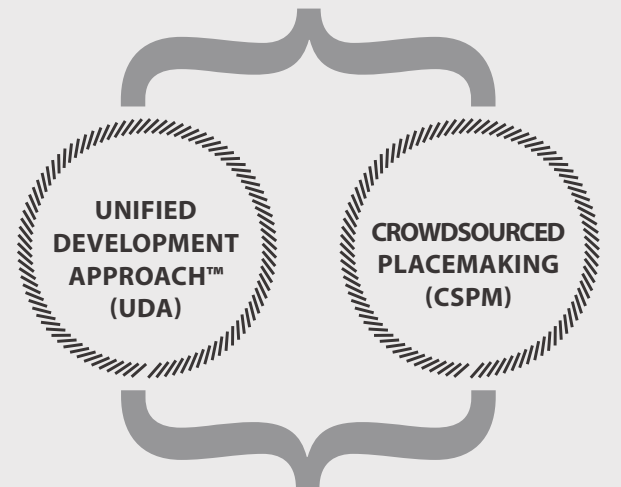 UNIFIED
DEVELOPMENT
APPROACH™
(UDA)
CROWDSOURCED
PLACEMAKING
(CSPM)